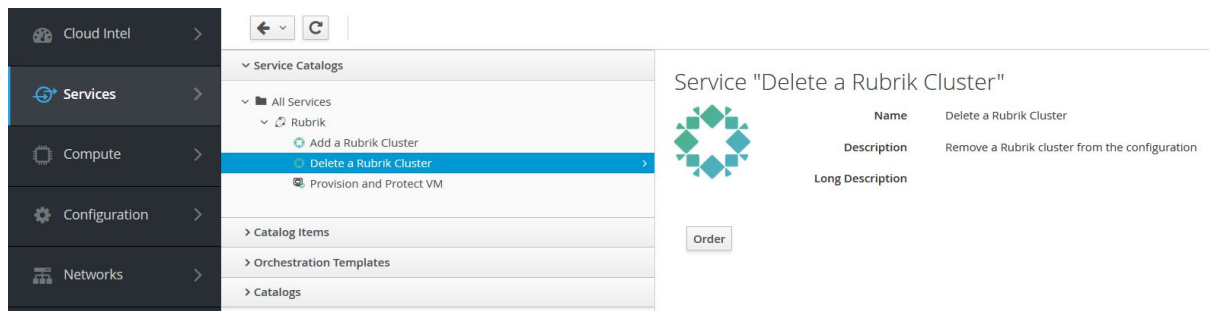 Cloud Intel
Services
Compute
Configuration
Networks
Service Catalogs
All Services
Rubrik
Add a Rubrik Cluster
Delete a Rubrik Cluster
Provision and Protect VM
Catalog Items
Orchestration Templates
Catalogs
Service "Delete a Rubrik Cluster"
Name Delete a Rubrik Cluster
Description Remove a Rubrik cluster from the configuration
Long Description
Order